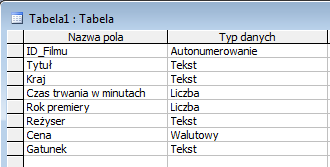 Tabela1 : Tabela
Nazwa pola Typ danych
ID_Filmu Autonumerowanie
Tytuł Tekst
Kraj Tekst
Czas trwania w minutach Liczba
Rok premiery Liczba
Reżyser Tekst
Cena Walutowy
Gatunek Tekst